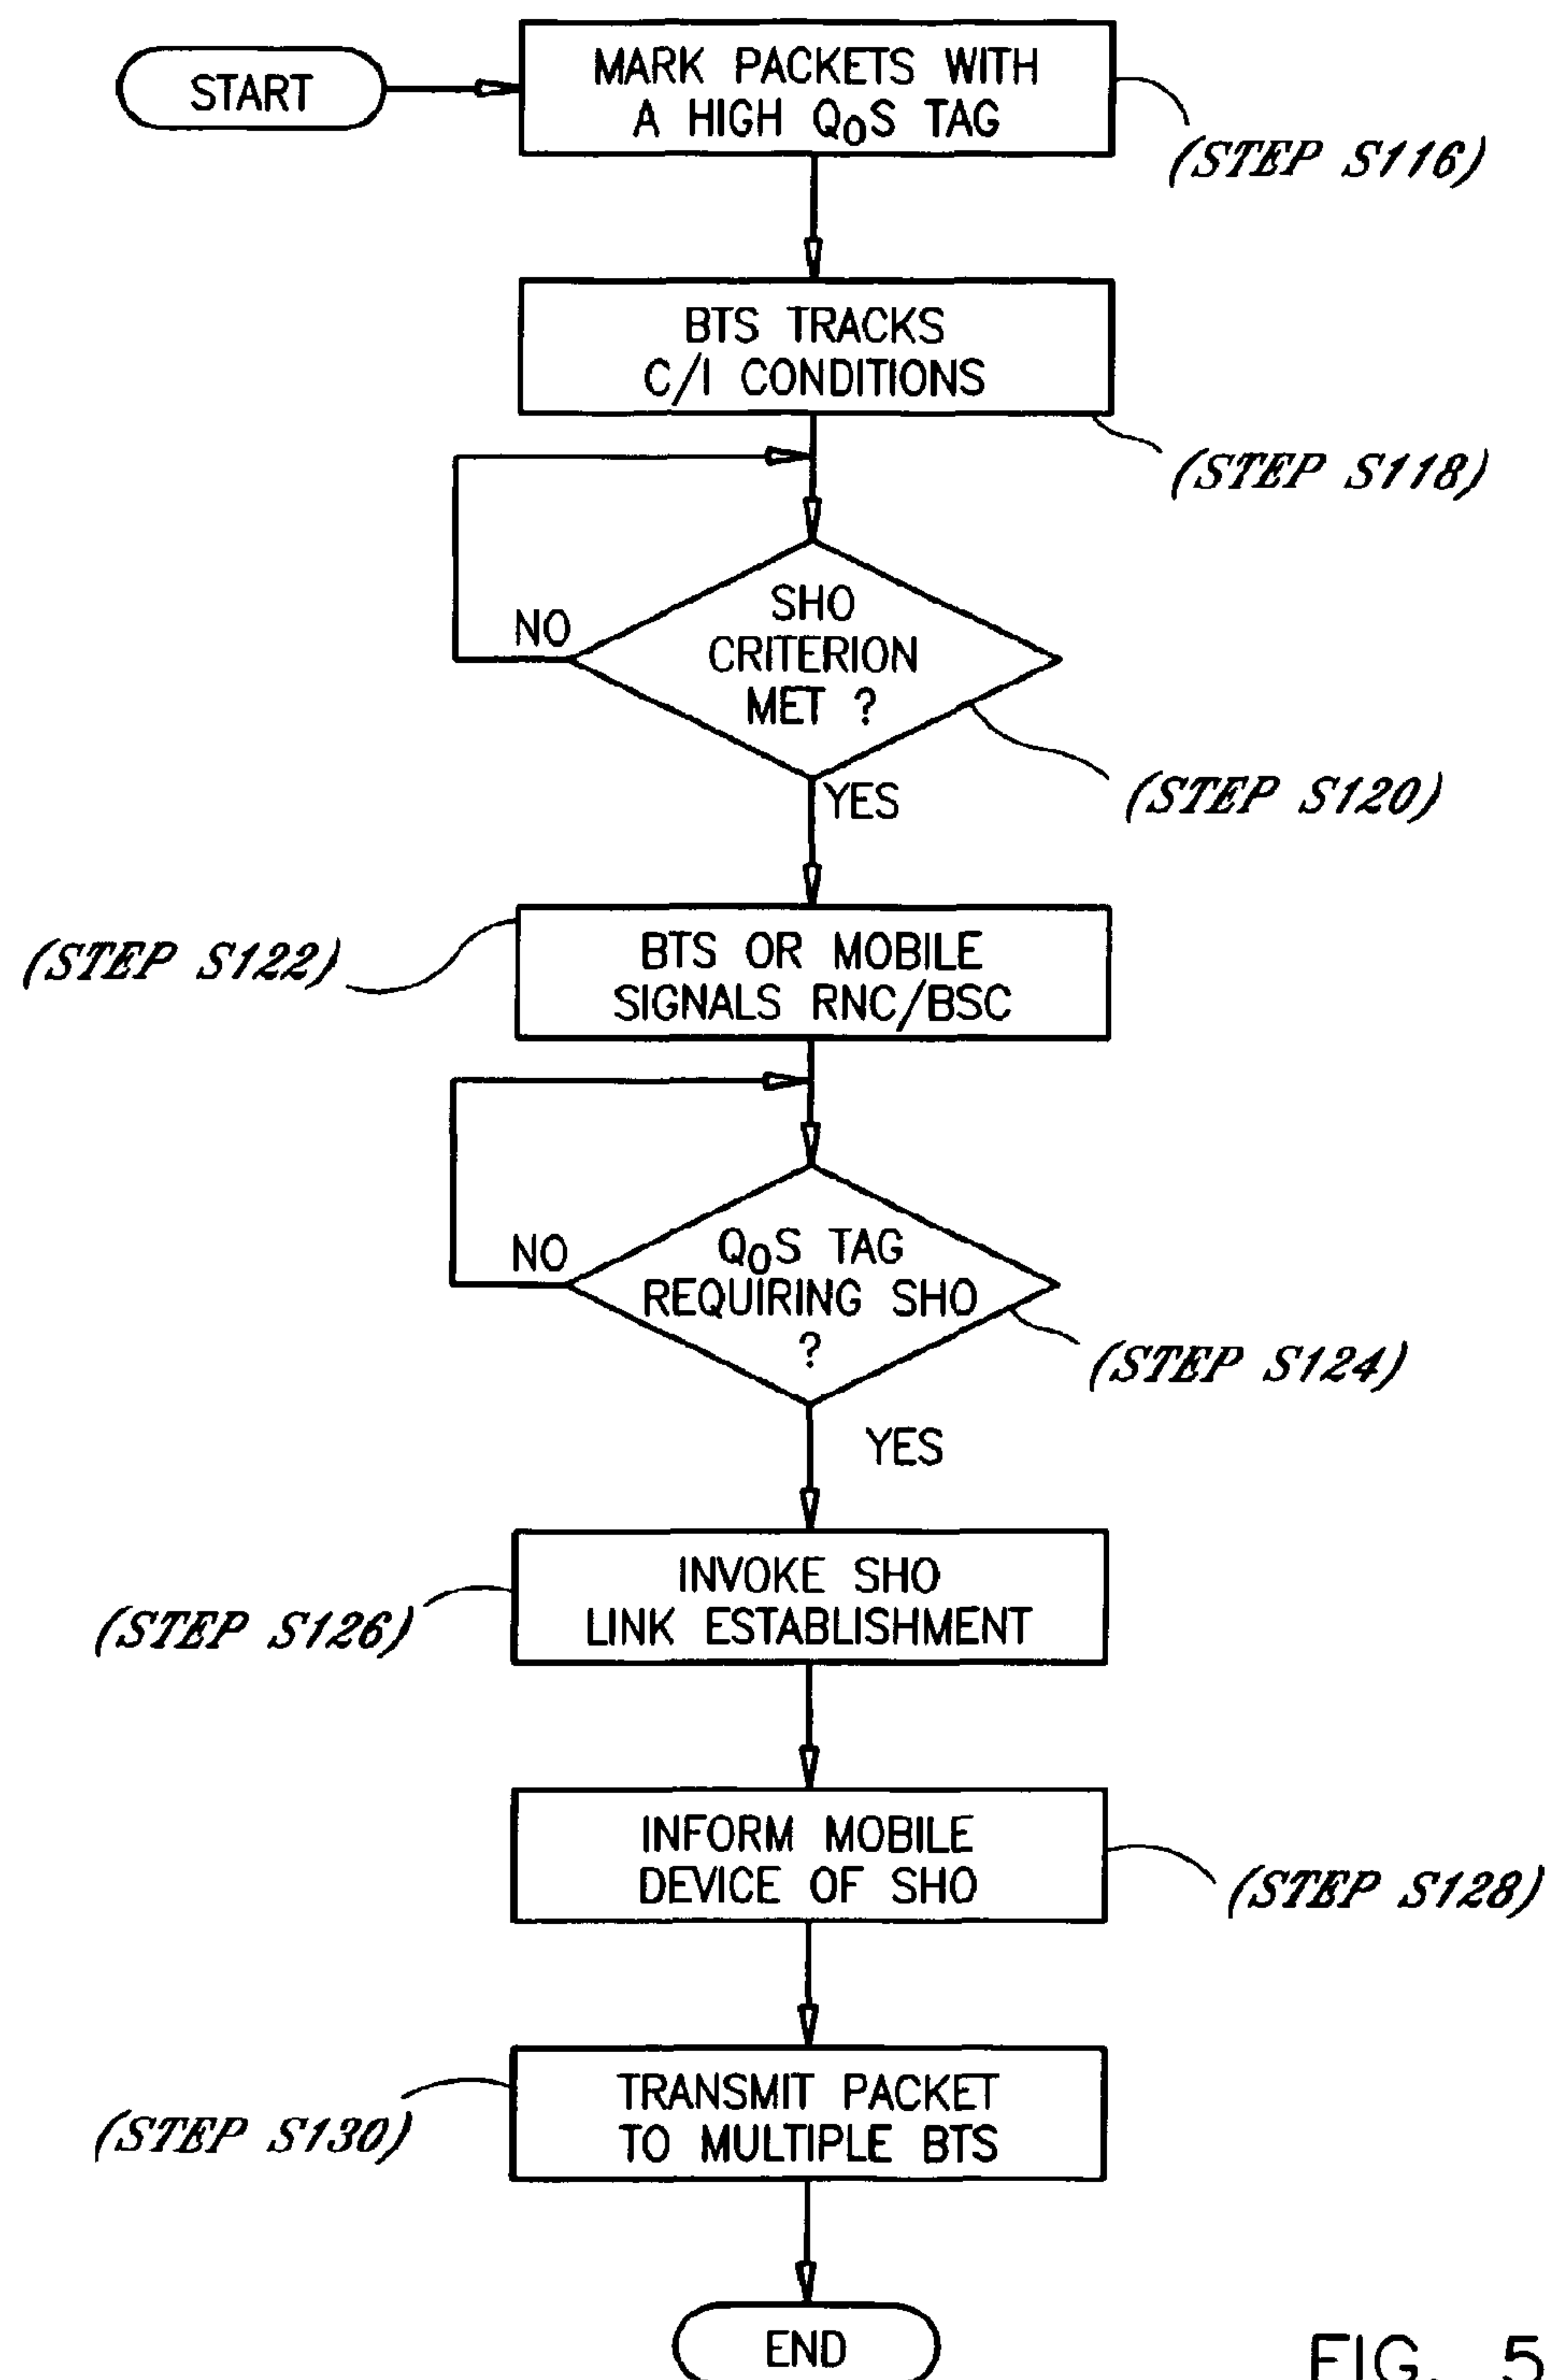 START
MARK PACKETS WITH
A HIGH QoS TAG
(STEP S116)
BTS TRACKS
C/I CONDITIONS
(STEP S118)
SHO
CRITERION
MET ?
NO
(STEP S120)
YES
BTS OR MOBILE
SIGNALS RNC/BSC
(STEP S122)
QoS TAG
REQUIRING SHO
?
NO
(STEP S124)
YES
INVOKE SHO
LINK ESTABLISHMENT
(STEP S126)
INFORM MOBILE
DEVICE OF SHO
(STEP S128)
TRANSMIT PACKET
TO MULTIPLE BTS
(STEP S130)
END
FIG. 5